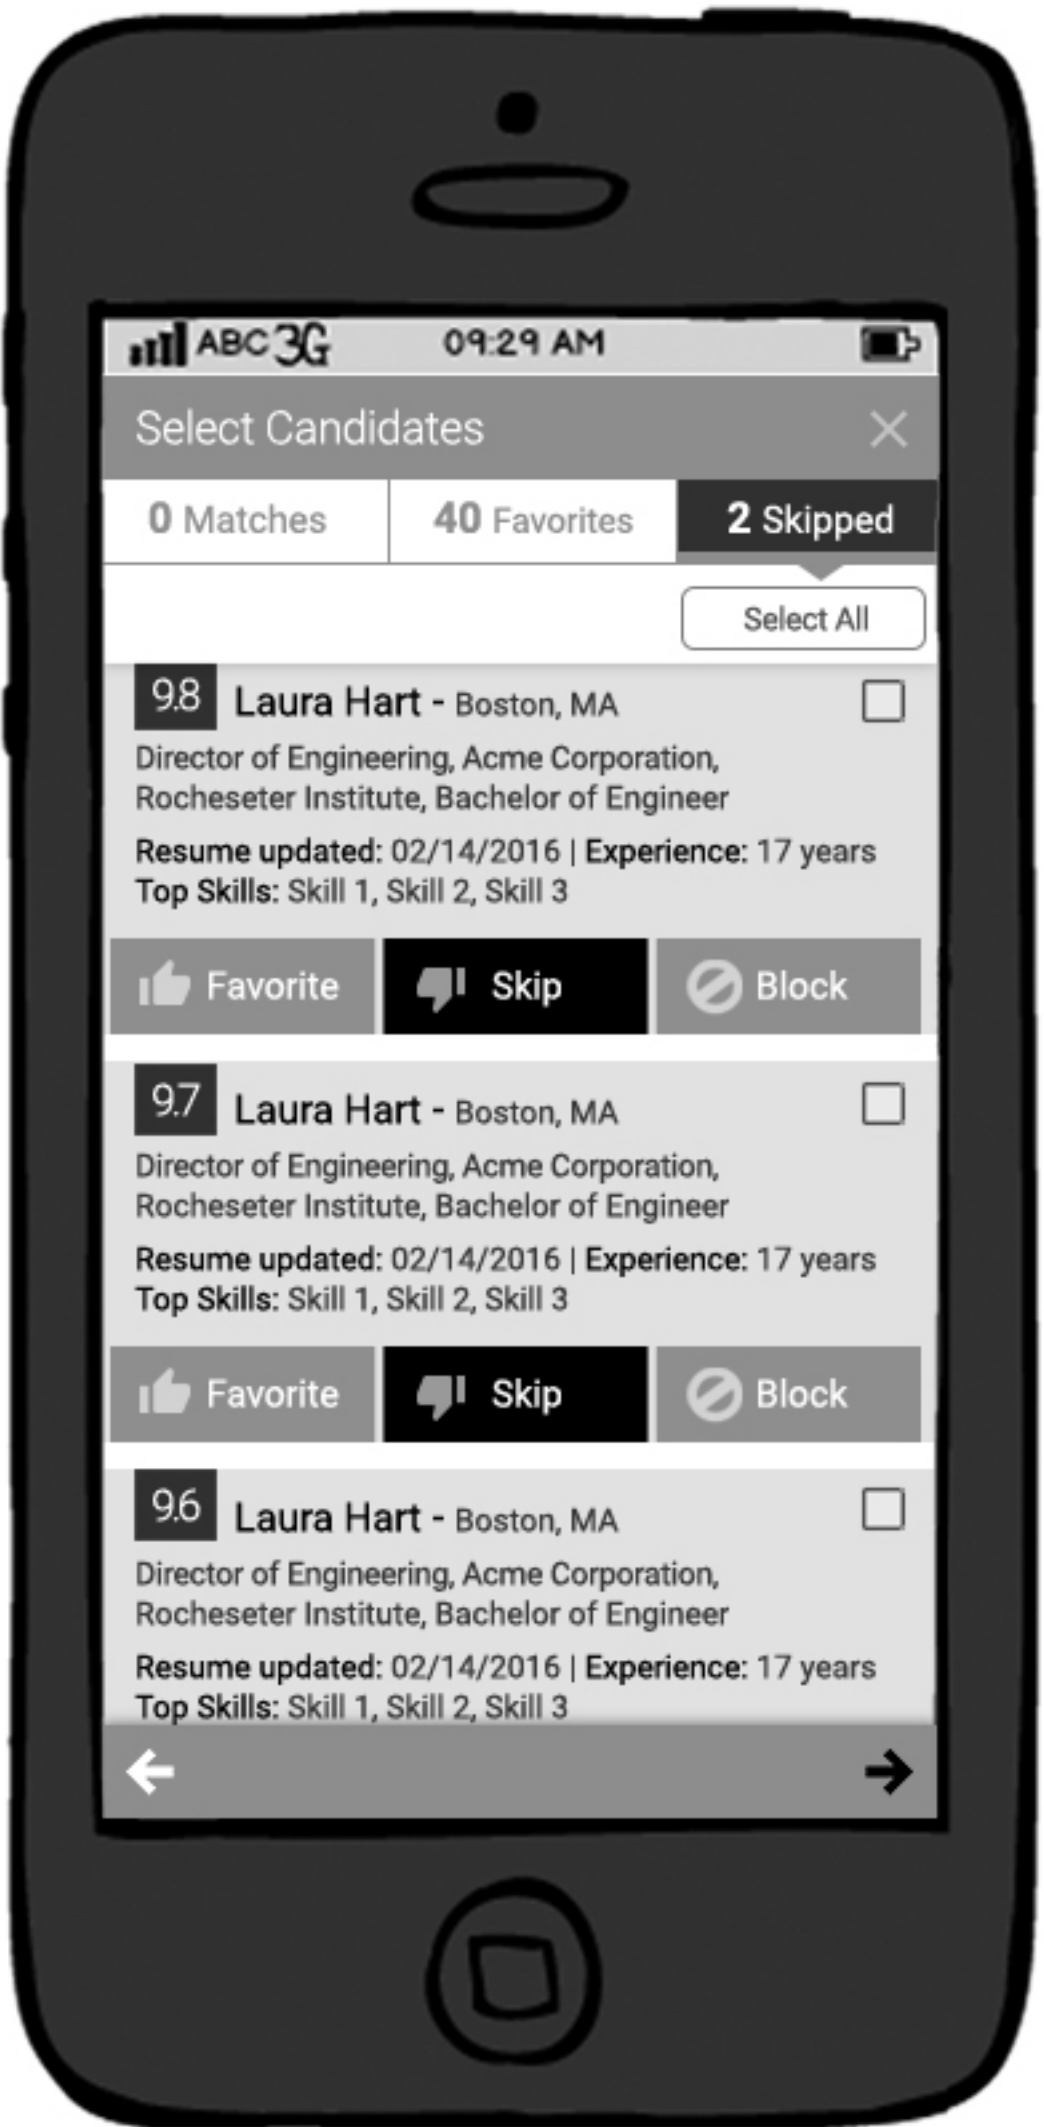 ABC 3G 09:29 AM
Select Candidates
0 Matches 40 Favorites 2 Skipped
Select All
9.8 Laura Hart - Boston, MA
Director of Engineering, Acme Corporation,
Rocheseter Institute, Bachelor of Engineer
Resume updated: 02/14/2016 | Experience: 17 years
Top Skills: Skill 1, Skill 2, Skill 3
Favorite Skip Block
9.7 Laura Hart - Boston, MA
Director of Engineering, Acme Corporation,
Rocheseter Institute, Bachelor of Engineer
Resume updated: 02/14/2016 | Experience: 17 years
Top Skills: Skill 1, Skill 2, Skill 3
Favorite Skip Block
9.6 Laura Hart - Boston, MA
Director of Engineering, Acme Corporation,
Rocheseter Institute, Bachelor of Engineer
Resume updated: 02/14/2016 | Experience: 17 years
Top Skills: Skill 1, Skill 2, Skill 3